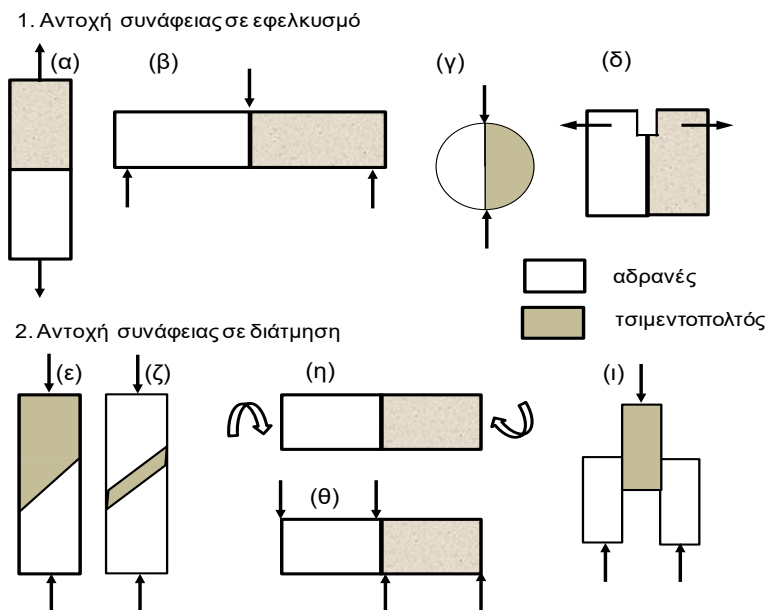 1. Αντοχή συνάφειας σε εφελκυσμό
(α) (β) (γ) (δ)
αδρανές
τσιμεντοπολτός
2. Αντοχή συνάφειας σε διάτμηση
(ε) (ζ) (η) (ι)
(θ)